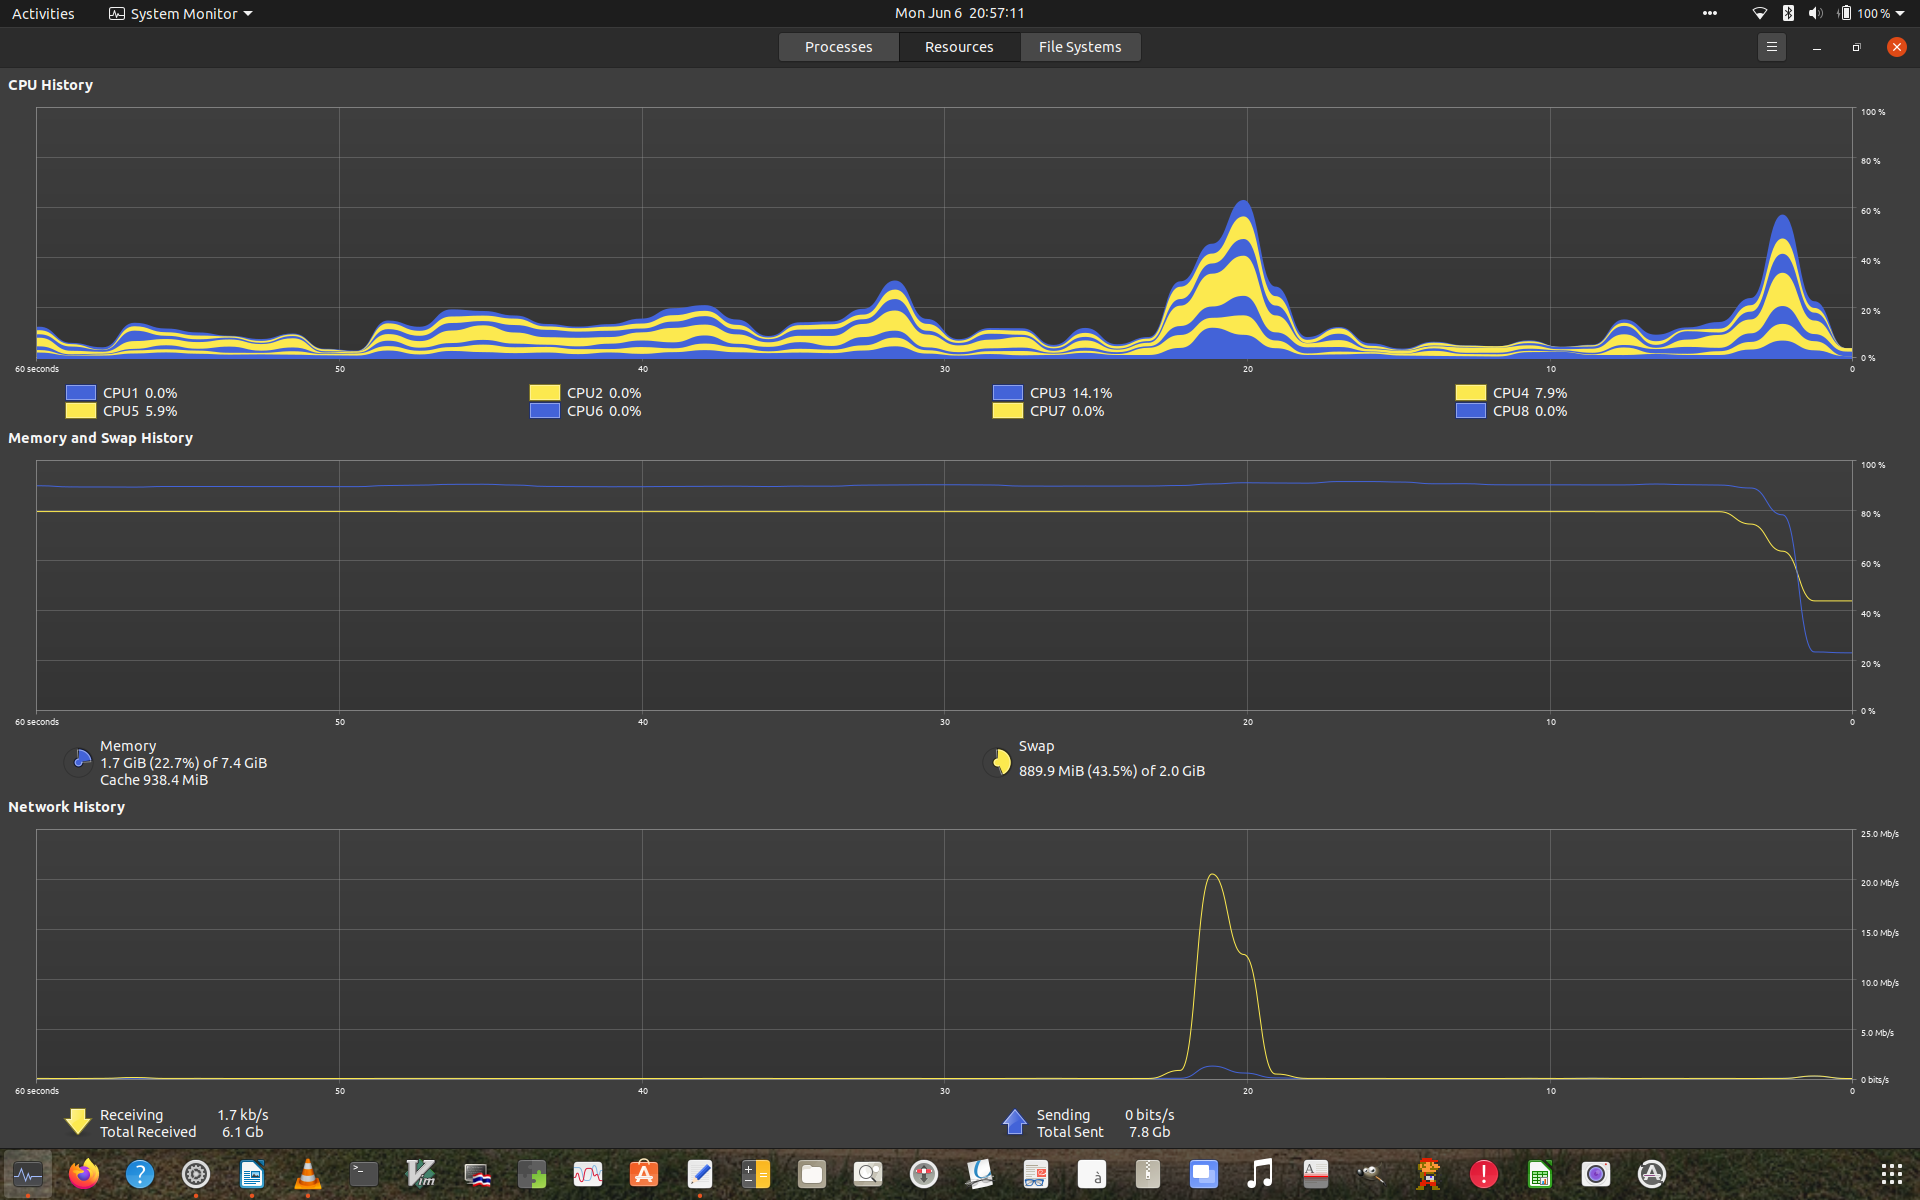 Activities System Monitor Mon Jun 6 20:57:11 100 %
Processes Resources File Systems
CPU History
100 %
80 %
60 %
40 %
20 %
0 %
60 seconds 50 40 30 20 10 0
CPU1 0.0% CPU2 0.0% CPU3 14.1% CPU4 7.9%
CPU5 5.9% CPU6 0.0% CPU7 0.0% CPU8 0.0%
Memory and Swap History
100 %
80 %
60 %
40 %
20 %
0 %
60 seconds 50 40 30 20 10 0
Memory
1.7 GiB (22.7%) of 7.4 GiB
Cache 938.4 MiB
Swap
889.9 MiB (43.5%) of 2.0 GiB
Network History
25.0 Mb/s
20.0 Mb/s
15.0 Mb/s
10.0 Mb/s
5.0 Mb/s
0 bits/s
60 seconds 50 40 30 20 10 0
Receiving 1.7 kb/s
Total Received 6.1 Gb
Sending 0 bits/s
Total Sent 7.8 Gb